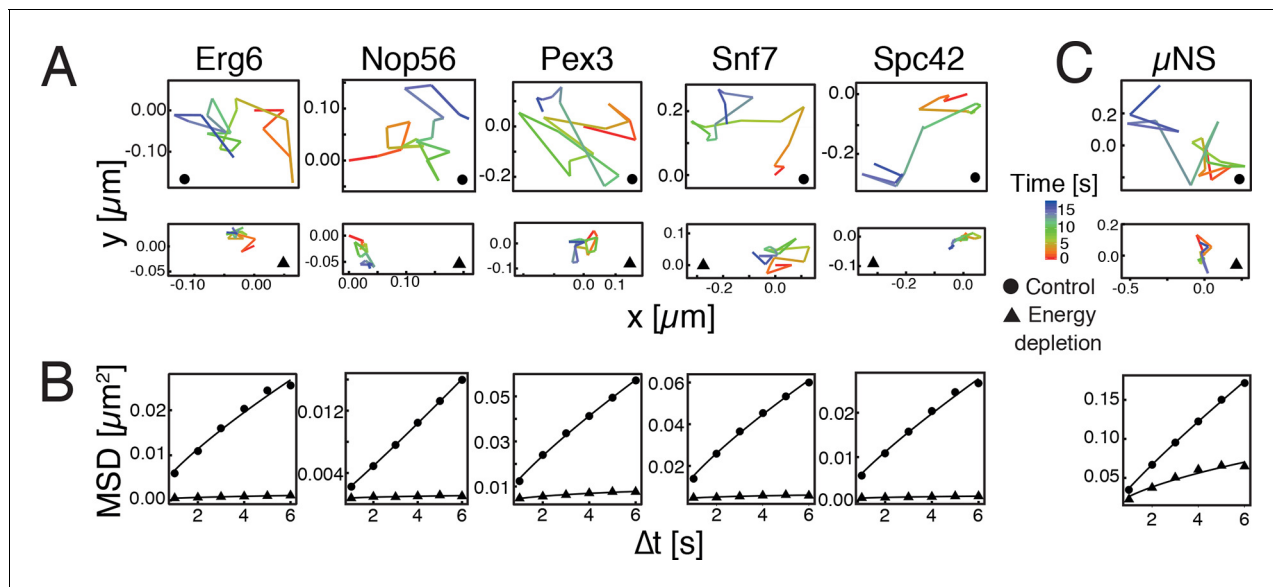 A
Erg6 Nop56 Pex3 Snf7 Spc42
C
µNS
y [µm]
0.00
-0.10
0.10
0.00
0.0
-0.2
0.2
0.0
0.0
-0.2
0.2
0.0
Time [s]
15
10
5
0
0.00
-0.05
-0.10 0.00
0.00
-0.05
0.00 0.10
0.0
-0.1
0.0 0.1
0.1
0.0
-0.2 0.0
0.0
-0.1
-0.2 0.0
0.2
0.0
-0.5 0.0
x [µm]
Control
Energy
depletion
B
MSD [µm²]
0.02
0.01
0.00
2 4 6
0.012
0.004
2 4 6
0.05
0.03
0.01
2 4 6
0.06
0.04
0.02
2 4 6
0.02
0.01
0.00
2 4 6
0.15
0.10
0.05
2 4 6
Δt [s]